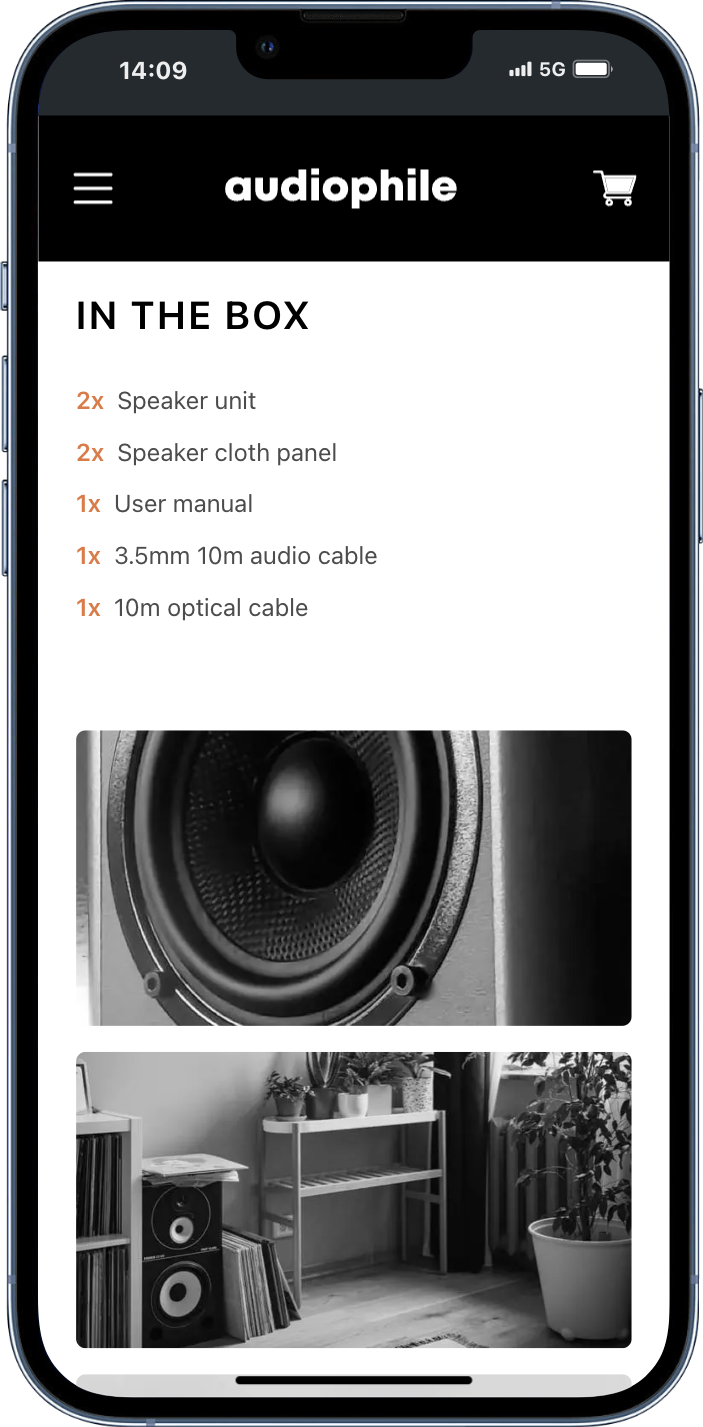 14:09
5G
audiophile
IN THE BOX
2x Speaker unit
2x Speaker cloth panel
1x User manual
1x 3.5mm 10m audio cable
1x 10m optical cable